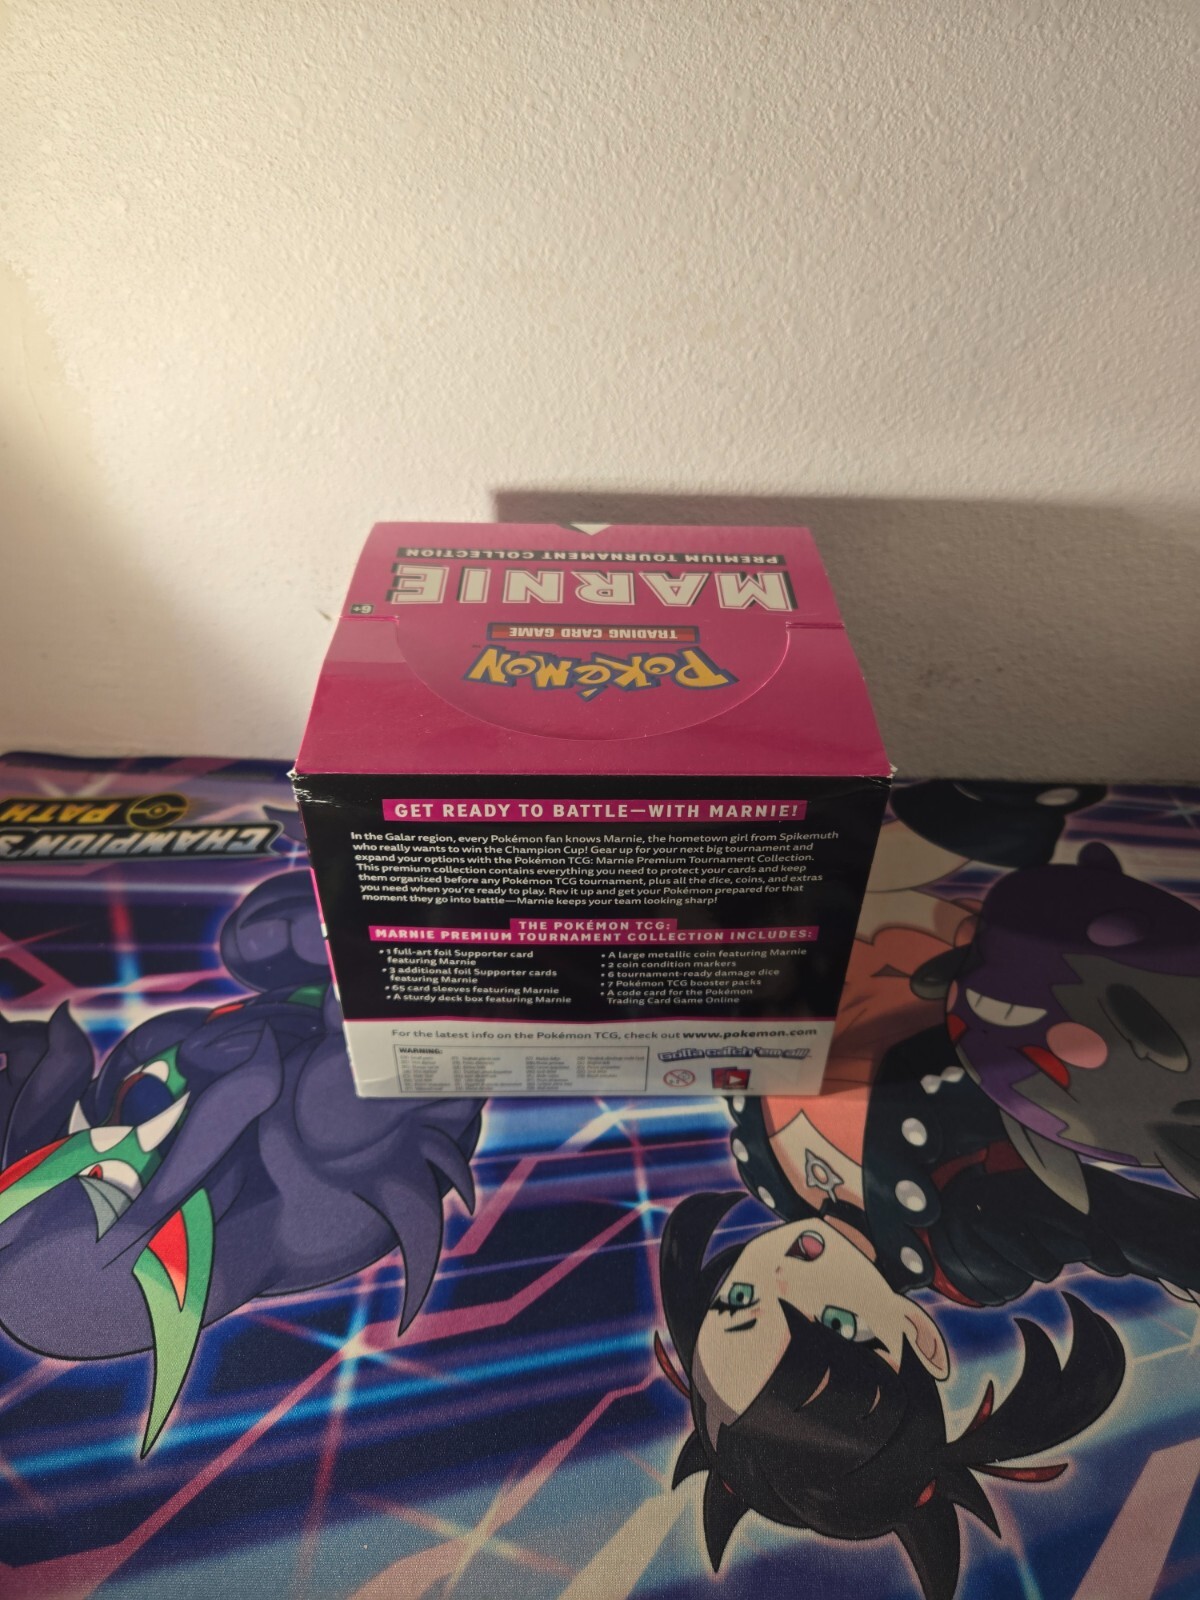 PREMIUM TOURNAMENT COLLECTION
MARNIE
6+
TRADING CARD GAME
POKéMON
GET READY TO BATTLE—WITH MARNIE!
In the Galar region, every Pokémon fan knows Marnie, the hometown girl from Spikemuth
who really wants to win the Champion Cup! Gear up for your next big tournament and
expand your options with the Pokémon TCG: Marnie Premium Tournament Collection.
This premium collection contains everything you need to protect your cards and keep
them organized before any Pokémon TCG tournament, plus all the dice, coins, and extras
you need when you're ready to play. Rev it up and get your Pokémon prepared for that
moment they go into battle—Marnie keeps your team looking sharp!
THE POKÉMON TCG:
MARNIE PREMIUM TOURNAMENT COLLECTION INCLUDES:
• 1 full-art foil Supporter card
featuring Marnie
• 3 additional foil Supporter cards
featuring Marnie
• 65 card sleeves featuring Marnie
• A sturdy deck box featuring Marnie
• A large metallic coin featuring Marnie
• 2 coin condition markers
• 6 tournament-ready damage dice
• 7 Pokémon TCG booster packs
• A code card for the Pokémon
Trading Card Game Online
For the latest info on the Pokémon TCG, check out www.pokemon.com
WARNING:
Gotta catch 'em all!
CHAMPION'S
PATH